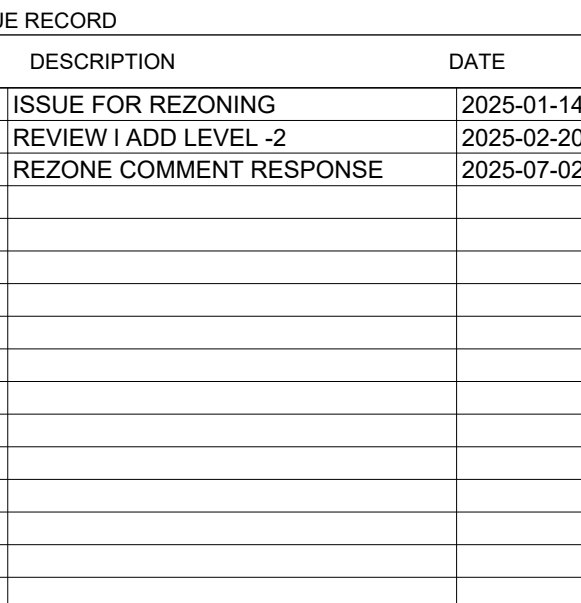 UE RECORD
DESCRIPTION DATE
ISSUE FOR REZONING 2025-01-14
REVIEW I ADD LEVEL -2 2025-02-20
REZONE COMMENT RESPONSE 2025-07-02